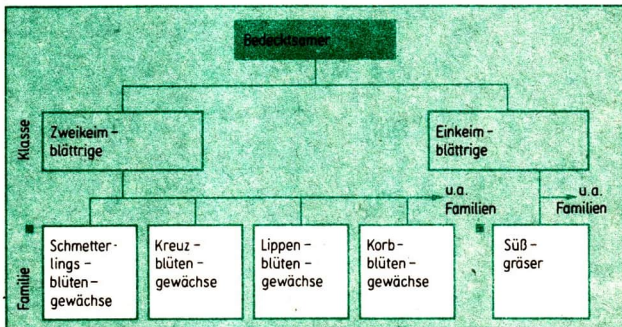 Bedecktsamer
Klasse
Zweikeim-
blättrige
Einkeim-
blättrige
u.a.
Familien
u.a.
Familien
Familie
Schmetter-
lings-
blüten-
gewächse
Kreuz-
blüten-
gewächse
Lippen-
blüten-
gewächse
Korb-
blüten-
gewächse
Süß-
gräser